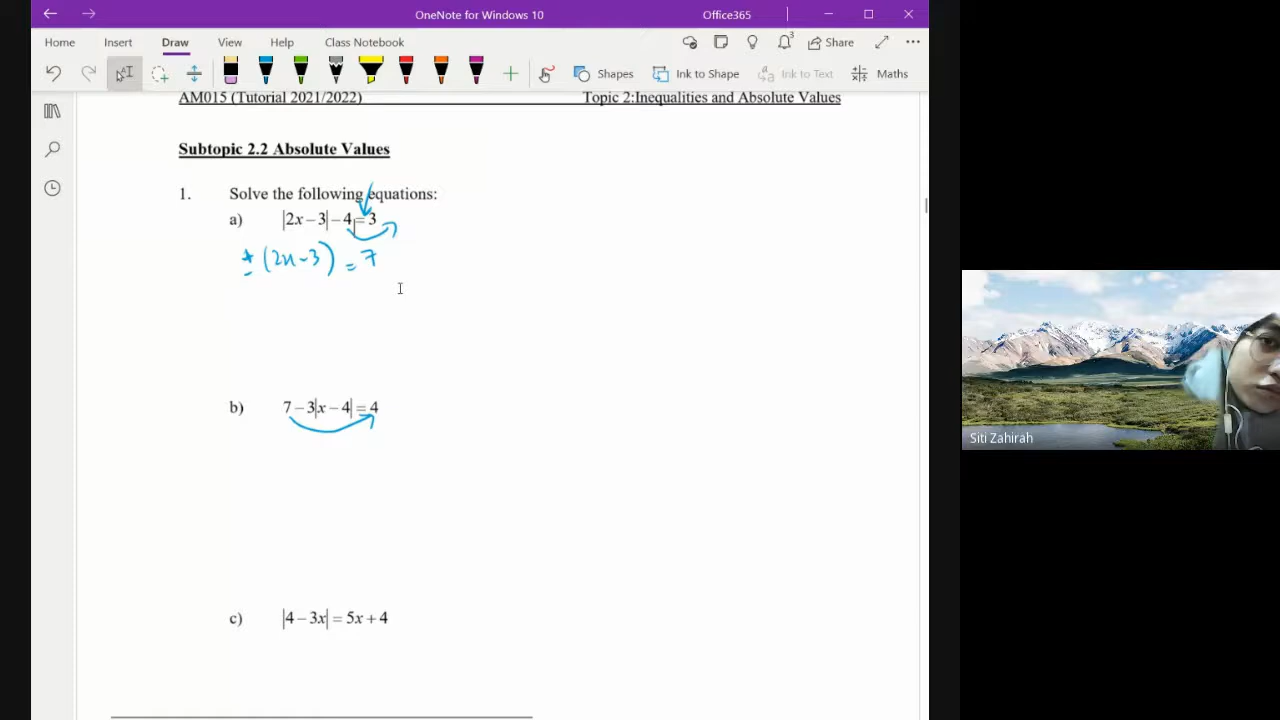 OneNote for Windows 10
Office365
Home Insert Draw View Help Class Notebook
Share
3
Shapes Ink to Shape Ink to Text Maths
AM015 (Tutorial 2021/2022) Topic 2:Inequalities and Absolute Values
Subtopic 2.2 Absolute Values
1. Solve the following equations:
a) |2x – 3| – 4 = 3
± (2x – 3) = 7
b) 7 – 3|x – 4| = 4
Siti Zahirah
c) |4 – 3x| = 5x + 4